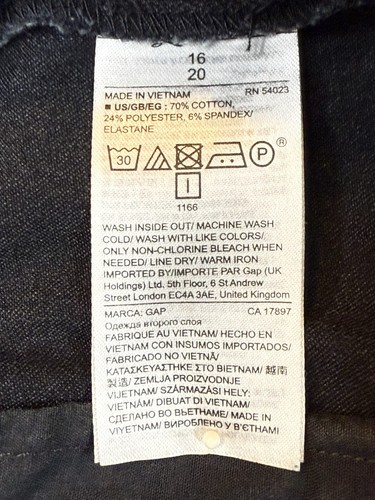 16
20
MADE IN VIETNAM RN 54023
■ US/GB/EG : 70% COTTON,
24% POLYESTER, 6% SPANDEX/
ELASTANE
30 P ®
I
1166
WASH INSIDE OUT/ MACHINE WASH
COLD/ WASH WITH LIKE COLORS/
ONLY NON-CHLORINE BLEACH WHEN
NEEDED/ LINE DRY/ WARM IRON
IMPORTED BY/IMPORTE PAR Gap (UK
Holdings) Ltd. 5th Floor, 6 St Andrew
Street London EC4A 3AE, United Kingdom
MARCA: GAP CA 17897
Одежда второго слоя
FABRIQUE AU VIETNAM/ HECHO EN
VIETNAM CON INSUMOS IMPORTADOS/
FABRICADO NO VIETNÃ/
ΚΑΤΑΣΚΕΥΑΣΤΗΚΕ ΣΤΟ ΒΙΕΤΝΑΜ/ 越南
製造/ ZEMLJA PROIZVODNJE
VIJETNAM/ SZÁRMAZÁSI HELY:
VIETNÁM/ DIBUAT DI VIETNAM/
СДЕЛАНО ВО ВЬЕТНАМЕ/ MADE IN
VIYETNAM/ ВИРОБЛЕНО У В'ЄТНАМІ